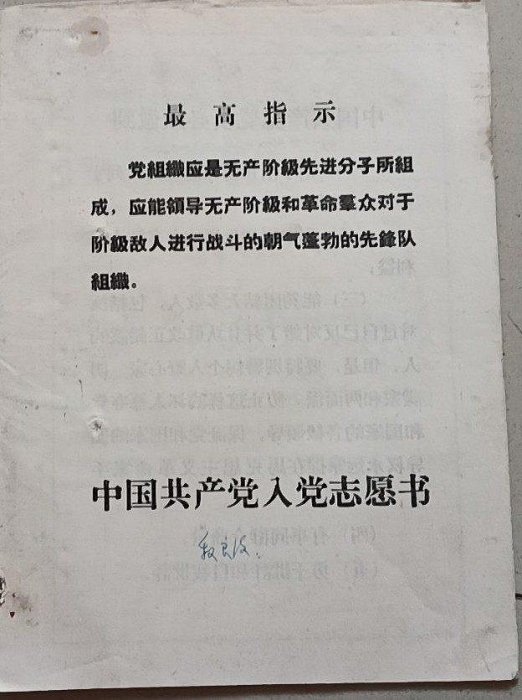 最高指示
党組織应是无产阶級先进分子所組
成，应能領导无产阶級和革命羣众对于
阶級敌人进行战斗的朝气蓬勃的先鋒队
組織。
中国共产党入党志愿书